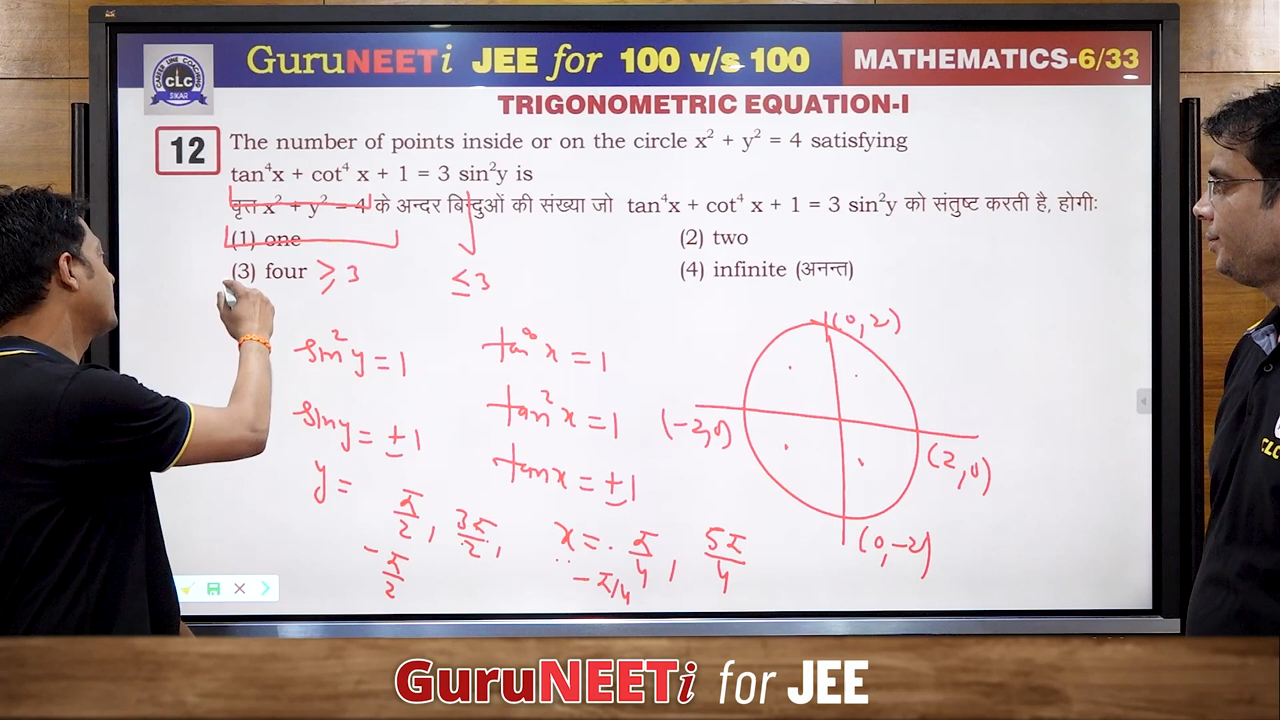 CLC
SIKAR
GuruNEETi JEE for 100 v/s 100
MATHEMATICS-6/33
TRIGONOMETRIC EQUATION-I
12
The number of points inside or on the circle x² + y² = 4 satisfying
tan⁴x + cot⁴ x + 1 = 3 sin²y is
वृत्त x² + y² = 4 के अन्दर बिन्दुओं की संख्या जो tan⁴x + cot⁴ x + 1 = 3 sin²y को संतुष्ट करती है, होगीः
(1) one
(2) two
(3) four ≥ 3 ≤ 3
(4) infinite (अनन्त)
sin²y = 1
tan⁸x = 1
(0,2)
sin y = ±1
tan²x = 1
(-2,0)
(2,0)
tan x = ±1
y = π/2, 3π/2,
-π/2
x = π/4, 5π/4
-π/4
(0,-2)
CLC
GuruNEETi for JEE